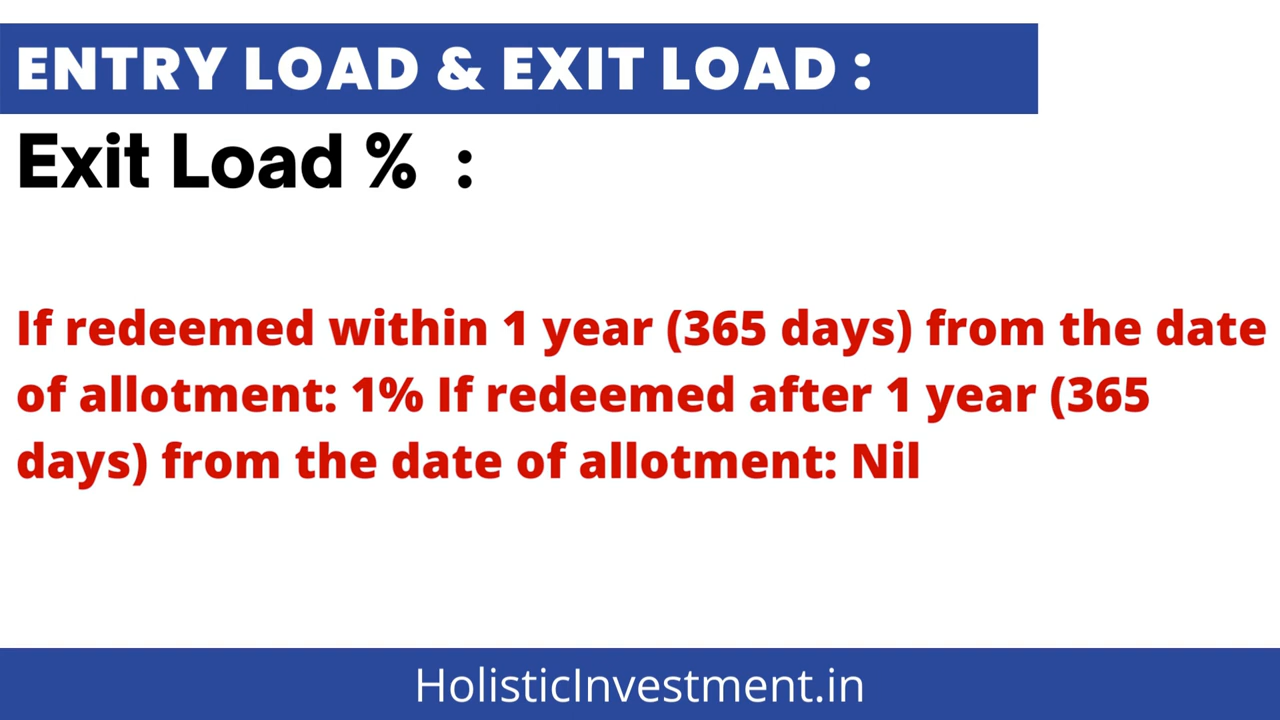 ENTRY LOAD & EXIT LOAD :
Exit Load % :
If redeemed within 1 year (365 days) from the date
of allotment: 1% If redeemed after 1 year (365
days) from the date of allotment: Nil
HolisticInvestment.in